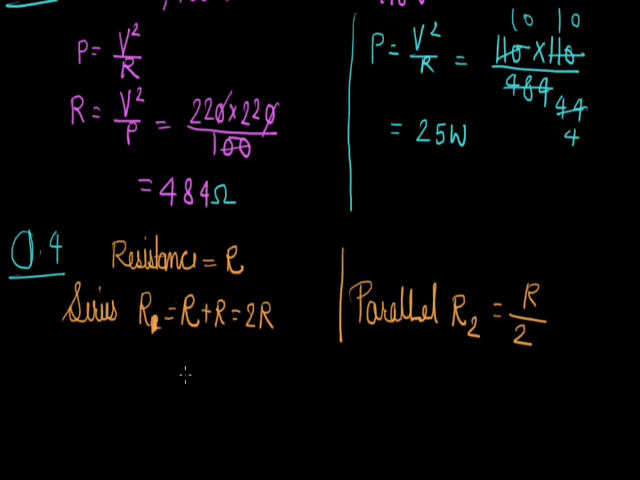 P = V²/R
R = V²/P = 220×220/100
= 484Ω
10 10
P = V²/R = 110×110/484
44
= 25W
4
Q.4
Resistance = R
Series R₁ = R+R = 2R
Parallel R₂ = R/2